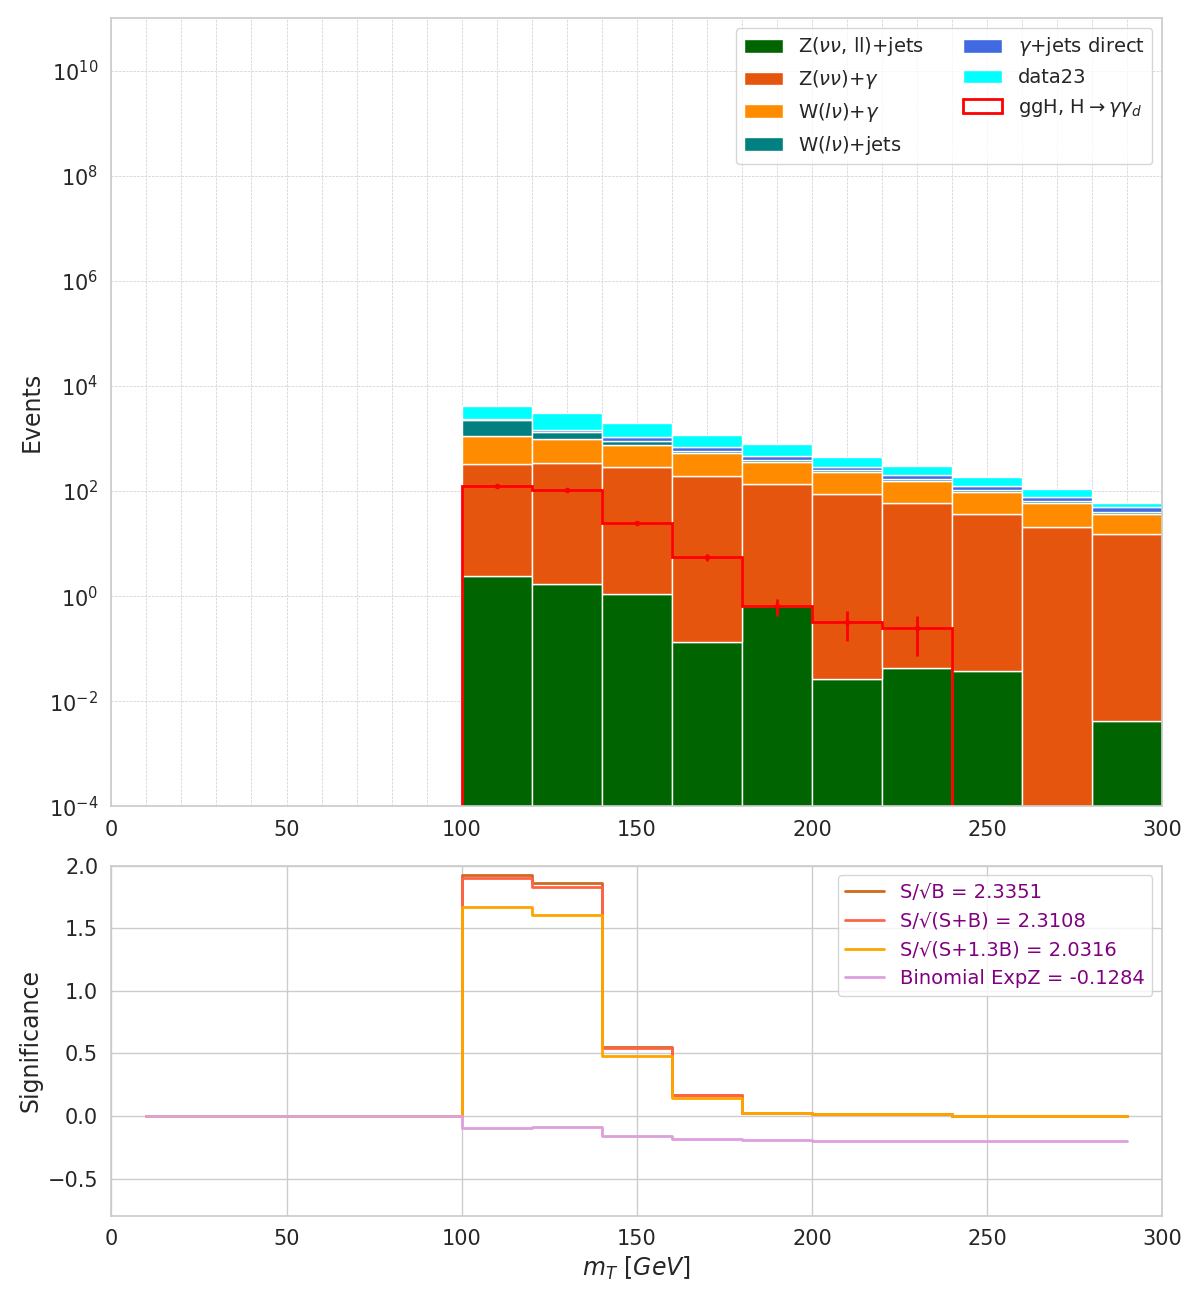 Z(νν, ll)+jets
Z(νν)+γ
W(lν)+γ
W(lν)+jets
γ+jets direct
data23
ggH, H→γγ_d
Events
10^10
10^8
10^6
10^4
10^2
10^0
10^−2
10^−4
0 50 100 150 200 250 300
S/√B = 2.3351
S/√(S+B) = 2.3108
S/√(S+1.3B) = 2.0316
Binomial ExpZ = -0.1284
Significance
2.0
1.5
1.0
0.5
0.0
−0.5
0 50 100 150 200 250 300
m_T [GeV]